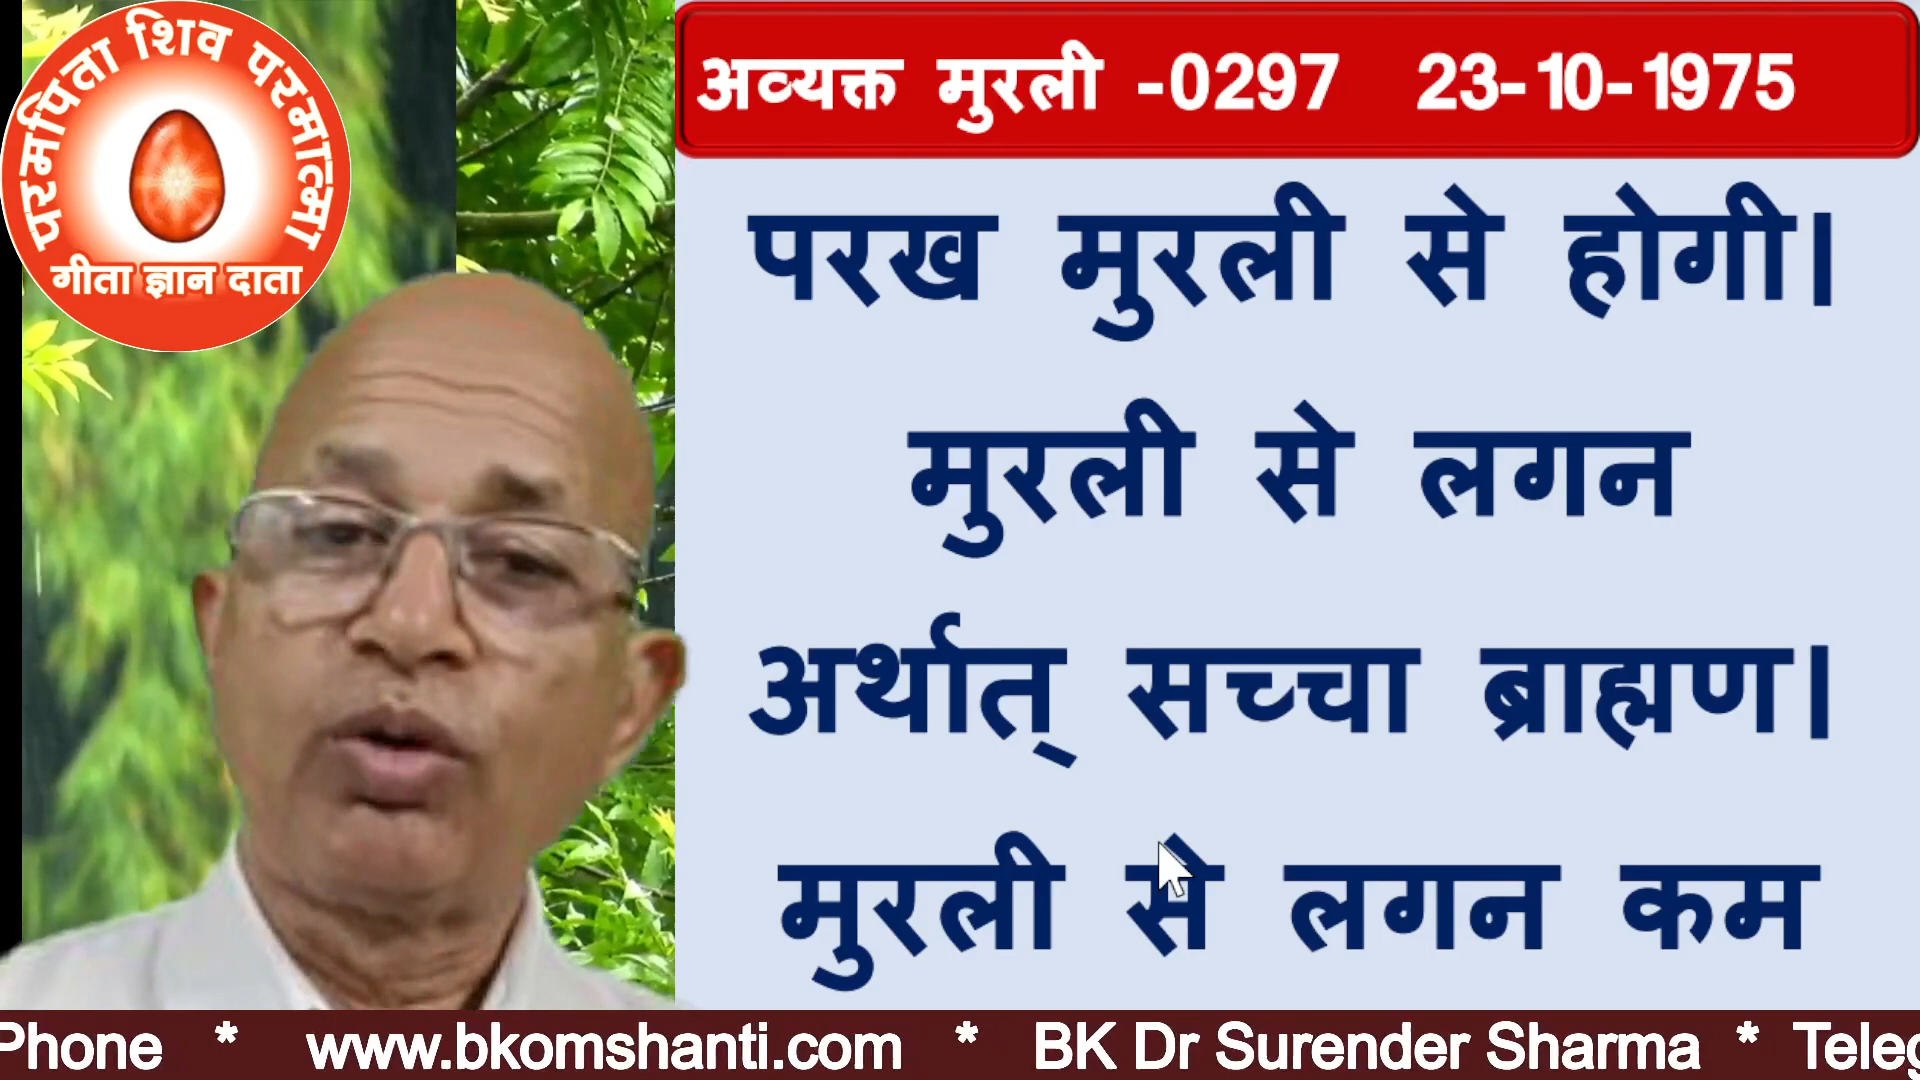 परमपिता शिव परमात्मा
गीता ज्ञान दाता
अव्यक्त मुरली -0297 23-10-1975
परख मुरली से होगी।
मुरली से लगन
अर्थात् सच्चा ब्राह्मण।
मुरली से लगन कम
Phone * www.bkomshanti.com * BK Dr Surender Sharma * Teleg